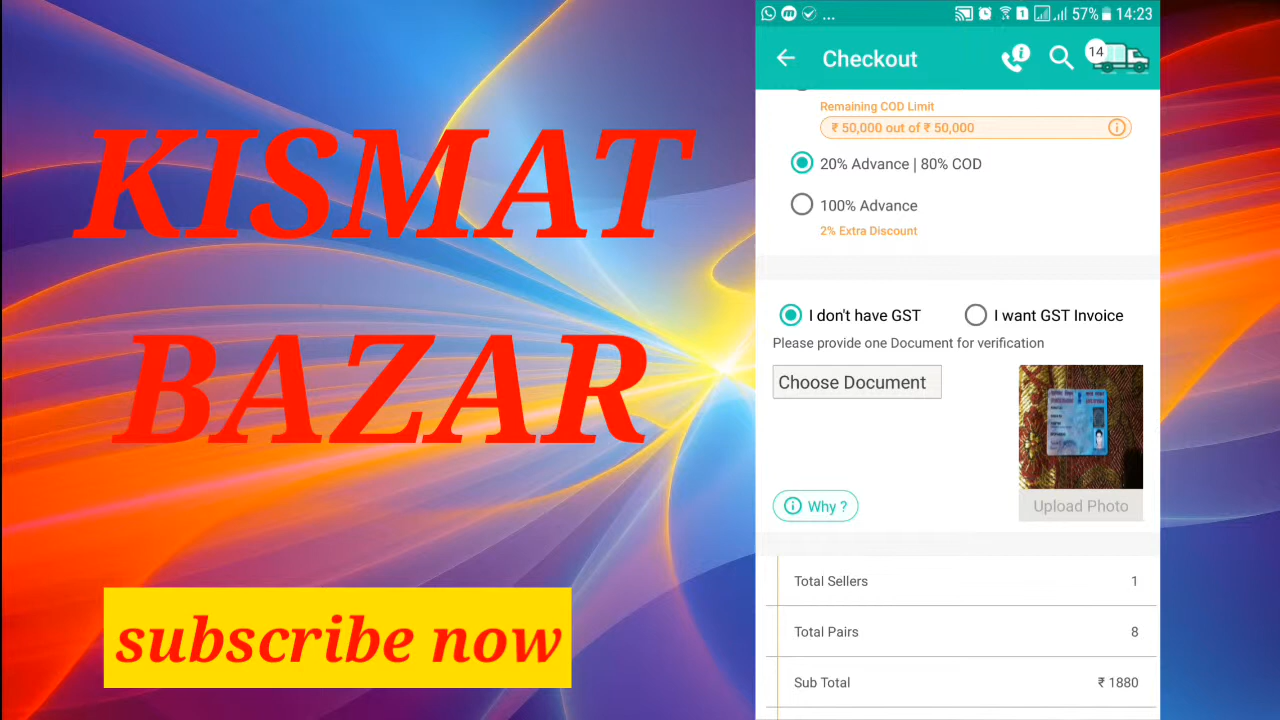 KISMAT
BAZAR
subscribe now
... 1 57% 14:23
Checkout
14
Remaining COD Limit
₹ 50,000 out of ₹ 50,000
20% Advance | 80% COD
100% Advance
2% Extra Discount
I don't have GST
I want GST Invoice
Please provide one Document for verification
Choose Document
Upload Photo
Why ?
Total Sellers 1
Total Pairs 8
Sub Total ₹ 1880